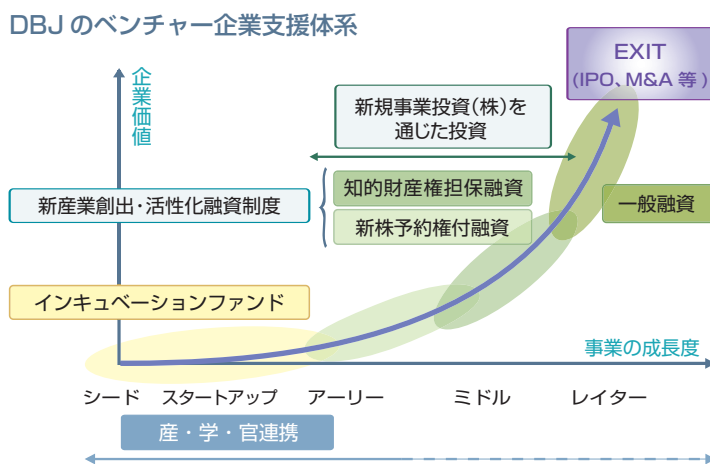 DBJ のベンチャー企業支援体系
EXIT
(IPO、M&A 等 )
企業価値
新規事業投資(株)を
通じた投資
知的財産権担保融資
新産業創出・活性化融資制度
一般融資
新株予約権付融資
インキュベーションファンド
事業の成長度
シード スタートアップ アーリー ミドル レイター
産・学・官連携